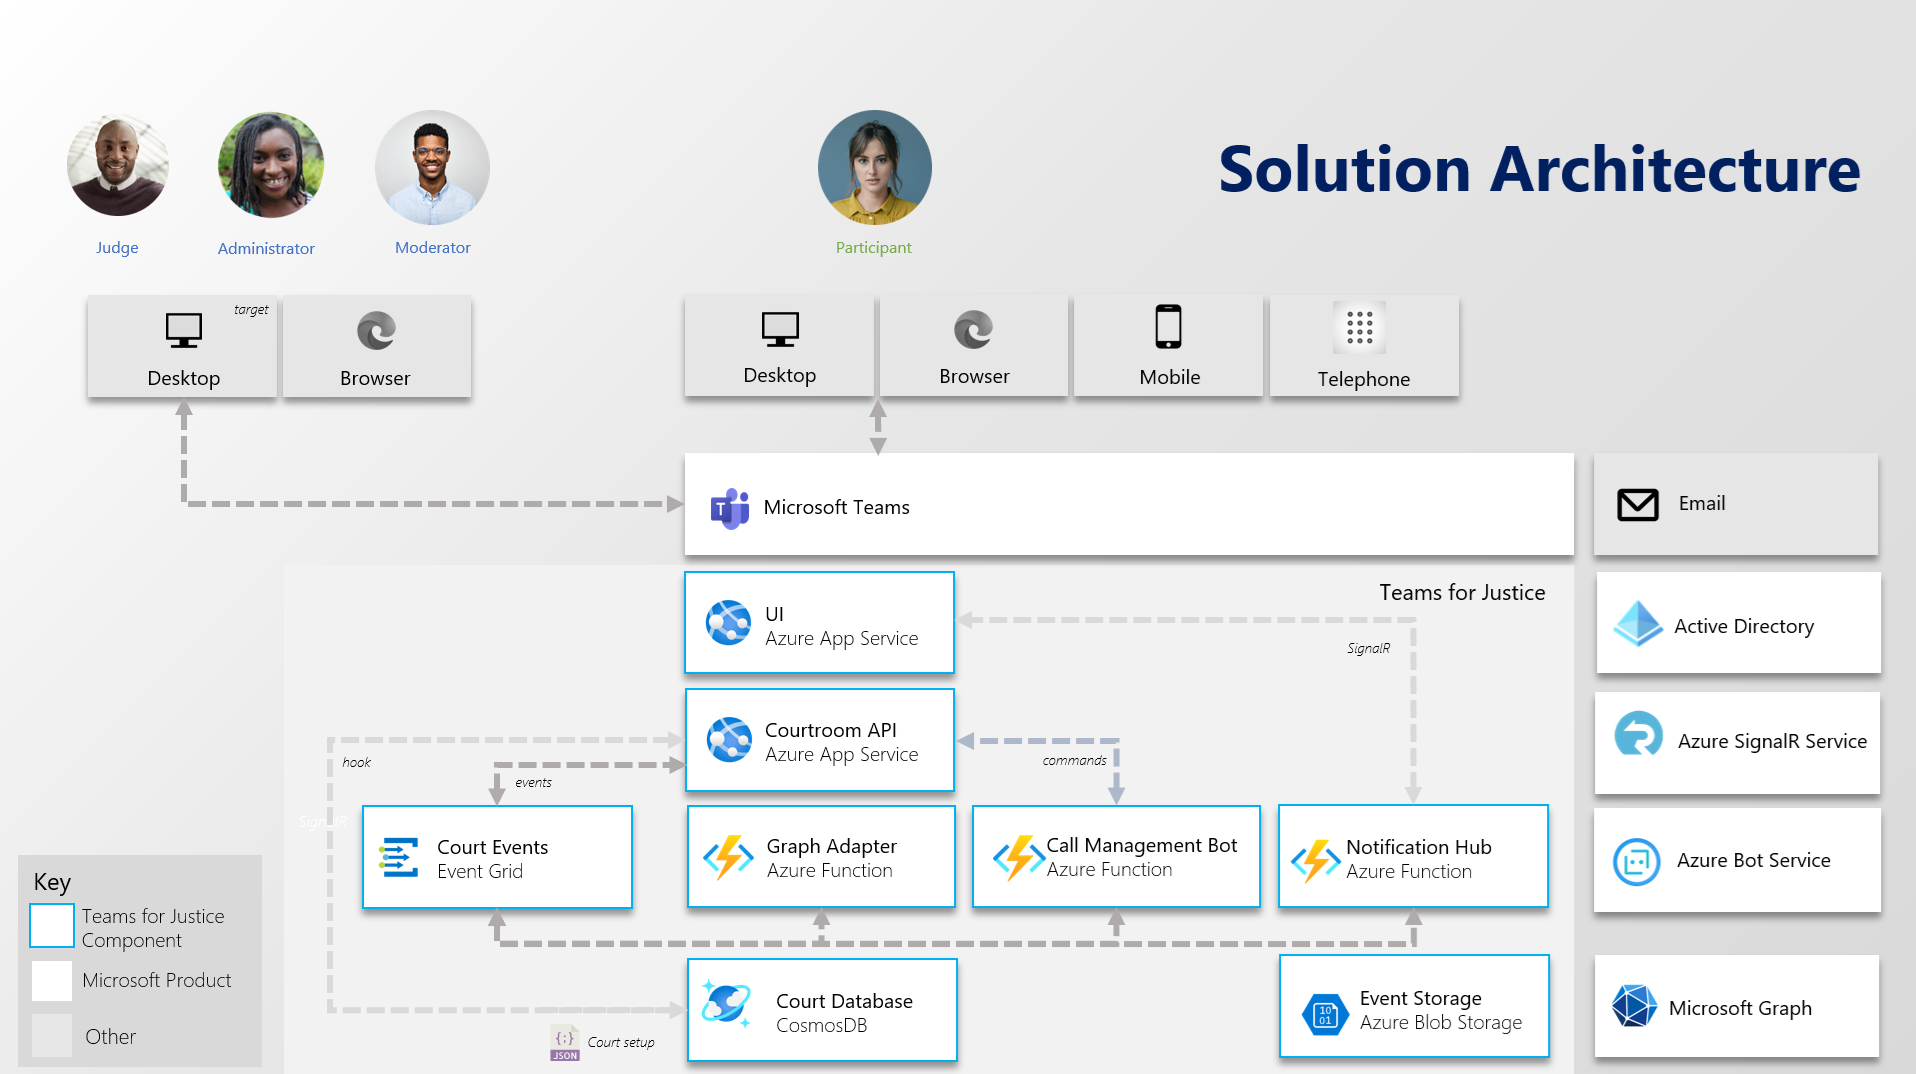 Solution Architecture
Judge
Administrator
Moderator
Participant
target
Desktop
Browser
Desktop
Browser
Mobile
Telephone
T
Microsoft Teams
Email
Teams for Justice
UI
Azure App Service
SignalR
Active Directory
Courtroom API
Azure App Service
hook
events
commands
Azure SignalR Service
SignalR
Court Events
Event Grid
Graph Adapter
Azure Function
Call Management Bot
Azure Function
Notification Hub
Azure Function
Azure Bot Service
Key
Teams for Justice
Component
Microsoft Product
Other
Court Database
CosmosDB
{;}
JSON
Court setup
10
01
Event Storage
Azure Blob Storage
Microsoft Graph